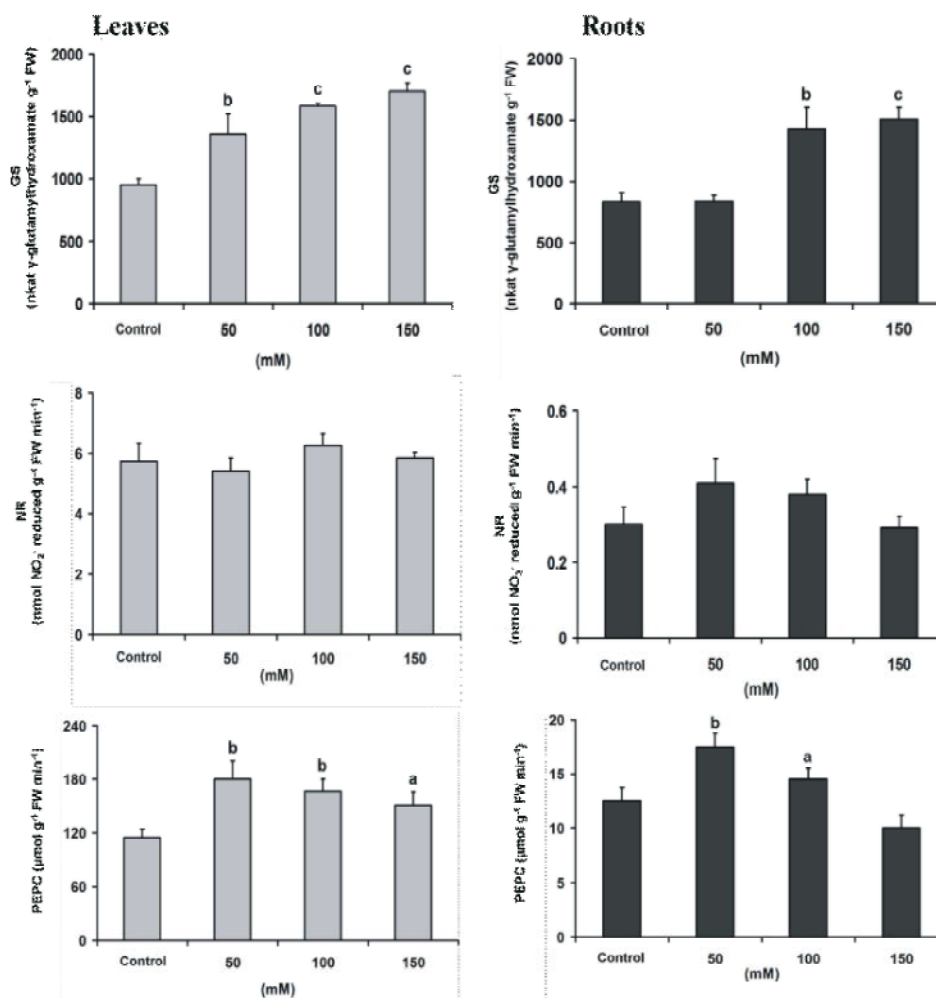 Leaves
2000
1500
1000
500
0
GS
(nkat γ-glutamylhydroxamate g⁻¹ FW)
b
c
c
Control 50 100 150
(mM)
Roots
2000
1500
1000
500
0
GS
(nkat γ-glutamylhydroxamate g⁻¹ FW)
b
c
Control 50 100 150
(mM)
8
6
4
2
0
NR
(nmol NO₂⁻ reduced g⁻¹ FW min⁻¹)
Control 50 100 150
(mM)
0.6
0.4
0.2
0
NR
(nmol NO₂⁻ reduced g⁻¹ FW min⁻¹)
Control 50 100 150
(mM)
240
180
120
60
0
PEPC (µmol g⁻¹ FW min⁻¹)
b
b
a
Control 50 100 150
(mM)
20
15
10
5
0
PEPC (µmol g⁻¹ FW min⁻¹)
b
a
Control 50 100 150
(mM)